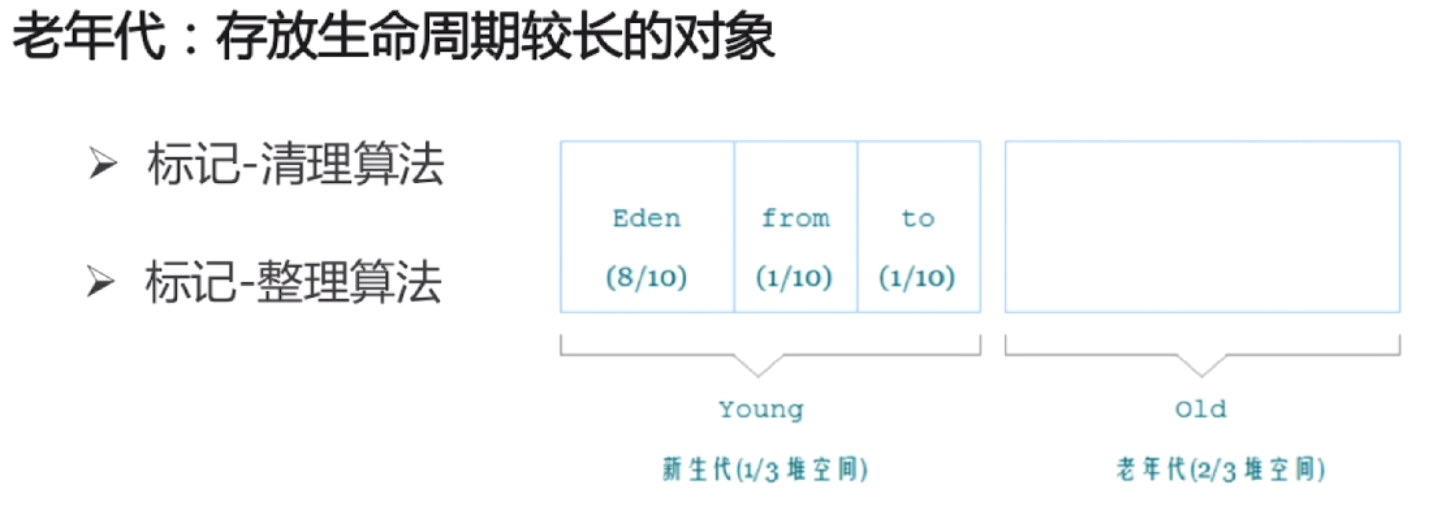 老年代：存放生命周期较长的对象
➢ 标记-清理算法
➢ 标记-整理算法
Eden from to
(8/10) (1/10) (1/10)
Young Old
新生代(1/3堆空间) 老年代(2/3堆空间)